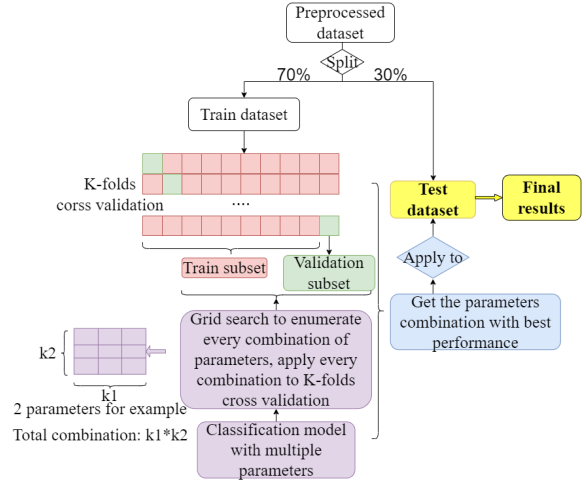 Preprocessed
dataset
Split
70%
30%
Train dataset
K-folds
corss validation
....
Test
dataset
Final
results
Train subset
Validation
subset
Apply to
Get the parameters
combination with best
performance
Grid search to enumerate
every combination of
parameters, apply every
combination to K-folds
cross validation
k2
k1
2 parameters for example
Total combination: k1*k2
Classification model
with multiple
parameters